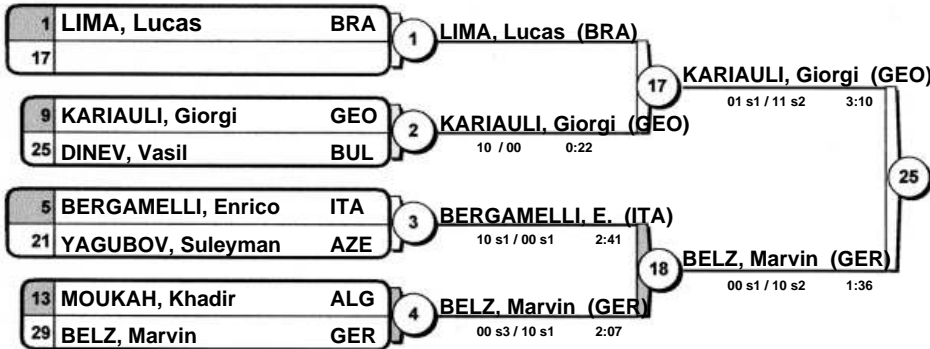 1 LIMA, Lucas BRA
17
1
LIMA, Lucas (BRA)
9 KARIAULI, Giorgi GEO
25 DINEV, Vasil BUL
2
KARIAULI, Giorgi (GEO)
10 / 00 0:22
17
KARIAULI, Giorgi (GEO)
01 s1 / 11 s2 3:10
5 BERGAMELLI, Enrico ITA
21 YAGUBOV, Suleyman AZE
3
BERGAMELLI, E. (ITA)
10 s1 / 00 s1 2:41
13 MOUKAH, Khadir ALG
29 BELZ, Marvin GER
4
BELZ, Marvin (GER)
00 s3 / 10 s1 2:07
18
BELZ, Marvin (GER)
00 s1 / 10 s2 1:36
25